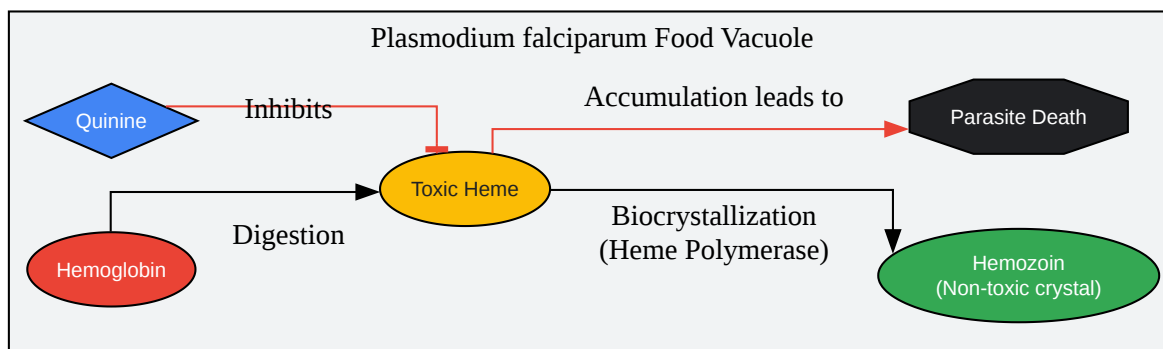 Plasmodium falciparum Food Vacuole
Quinine
Inhibits
Accumulation leads to
Parasite Death
Toxic Heme
Hemoglobin
Digestion
Biocrystallization
(Heme Polymerase)
Hemozoin
(Non-toxic crystal)